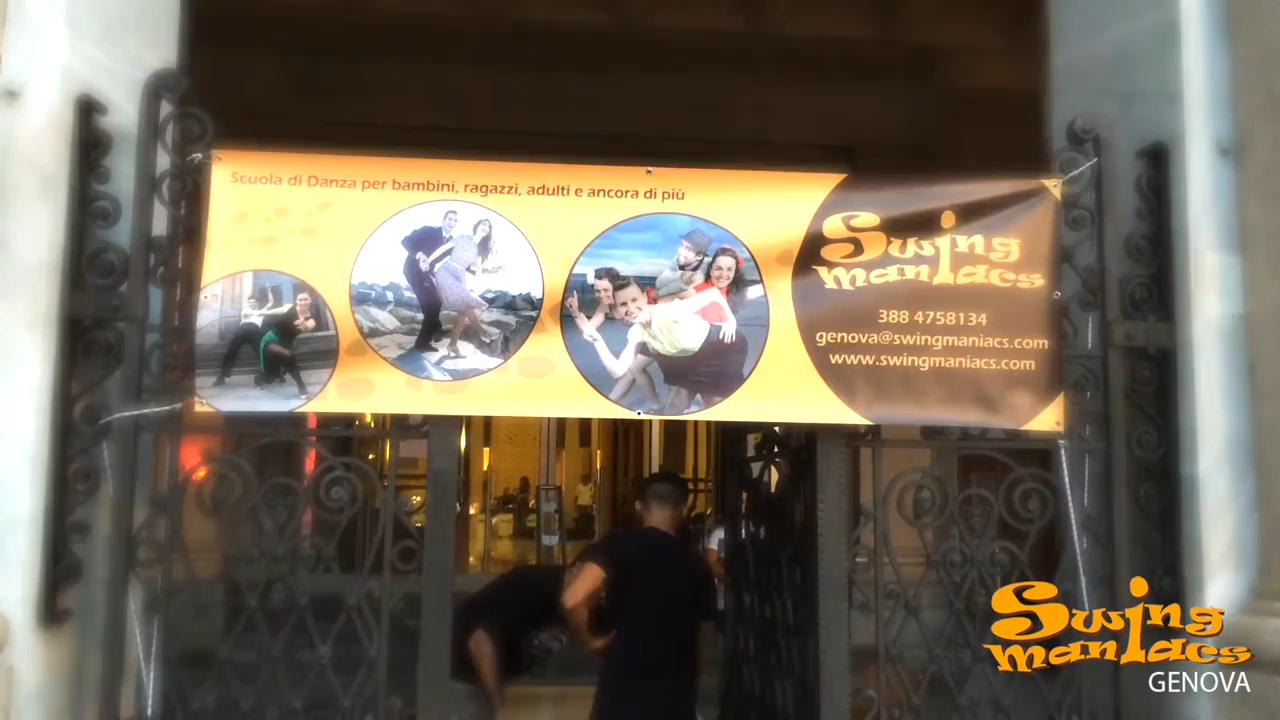 Scuola di Danza per bambini, ragazzi, adulti e ancora di più
Swing
maniacs
388 4758134
genova@swingmaniacs.com
www.swingmaniacs.com
Swing
maniacs
GENOVA